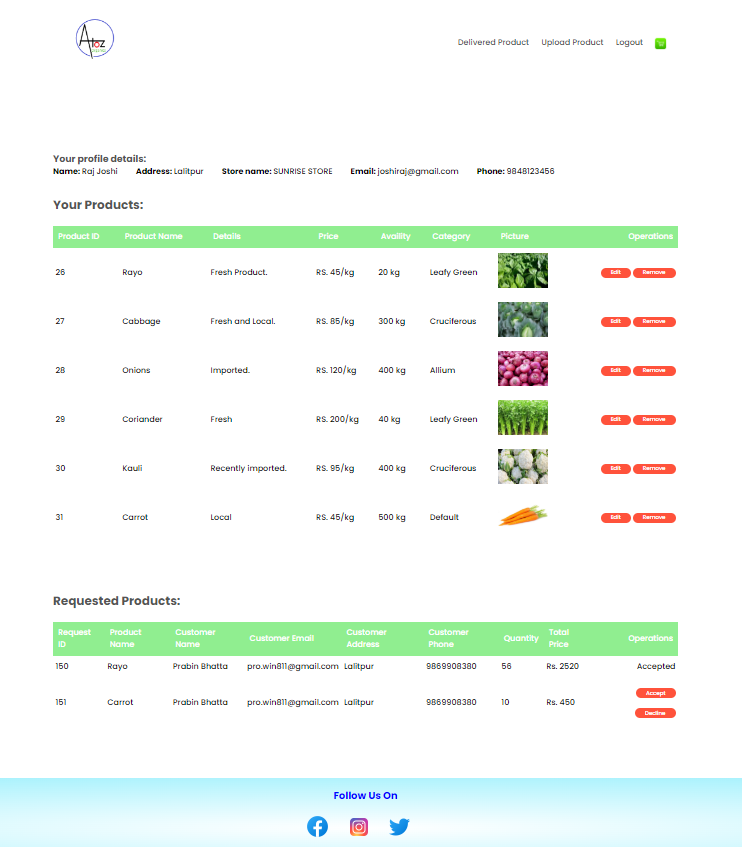 AtoZ
Delivered Product Upload Product Logout
Your profile details:
Name: Raj Joshi Address: Lalitpur Store name: SUNRISE STORE Email: joshiraj@gmail.com Phone: 9848123456
Your Products:
Product ID Product Name Details Price Availity Category Picture Operations
26 Rayo Fresh Product. RS. 45/kg 20 kg Leafy Green Edit Remove
27 Cabbage Fresh and Local. RS. 85/kg 300 kg Cruciferous Edit Remove
28 Onions Imported. RS. 120/kg 400 kg Allium Edit Remove
29 Coriander Fresh RS. 200/kg 40 kg Leafy Green Edit Remove
30 Kauli Recently imported. RS. 95/kg 400 kg Cruciferous Edit Remove
31 Carrot Local RS. 45/kg 500 kg Default Edit Remove
Requested Products:
Request ID Product Name Customer Name Customer Email Customer Address Customer Phone Quantity Total Price Operations
150 Rayo Prabin Bhatta pro.win811@gmail.com Lalitpur 9869908380 56 Rs. 2520 Accepted
151 Carrot Prabin Bhatta pro.win811@gmail.com Lalitpur 9869908380 10 Rs. 450 Accept
Decline
Follow Us On